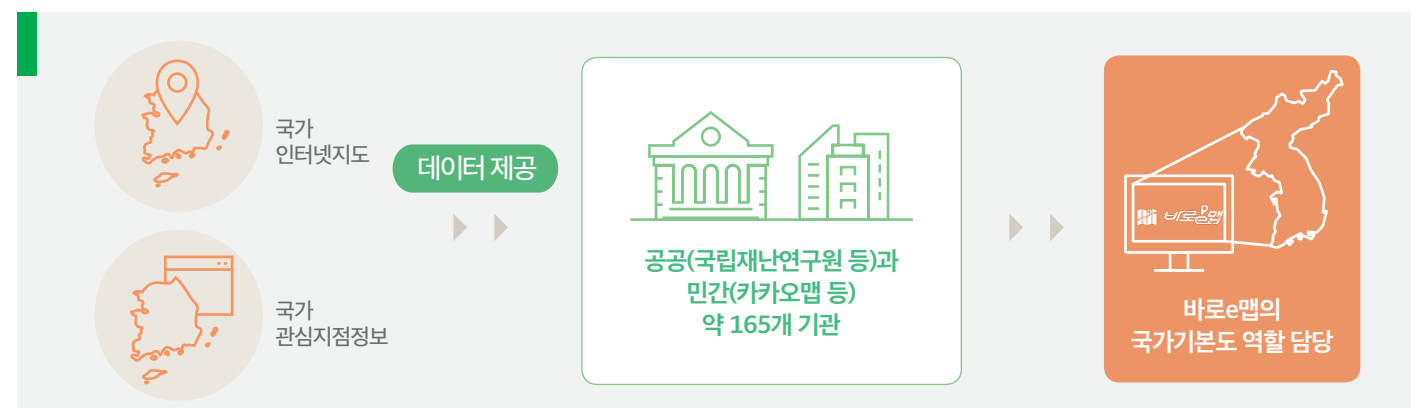 국가
인터넷지도
데이터 제공
국가
관심지점정보
공공(국립재난연구원 등)과
민간(카카오맵 등)
약 165개 기관
바로e맵
바로e맵의
국가기본도 역할 담당